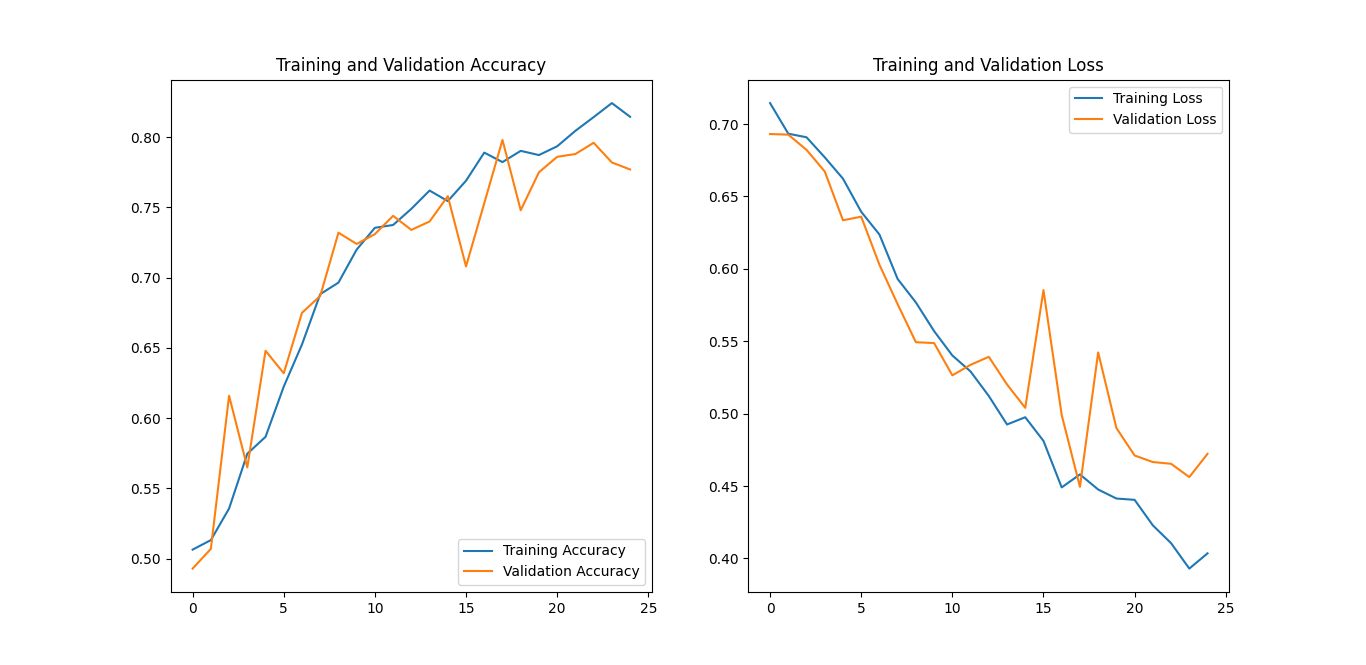 Training and Validation Accuracy
0.80
0.75
0.70
0.65
0.60
0.55
0.50
0 5 10 15 20 25
Training Accuracy
Validation Accuracy
Training and Validation Loss
0.70
0.65
0.60
0.55
0.50
0.45
0.40
0 5 10 15 20 25
Training Loss
Validation Loss